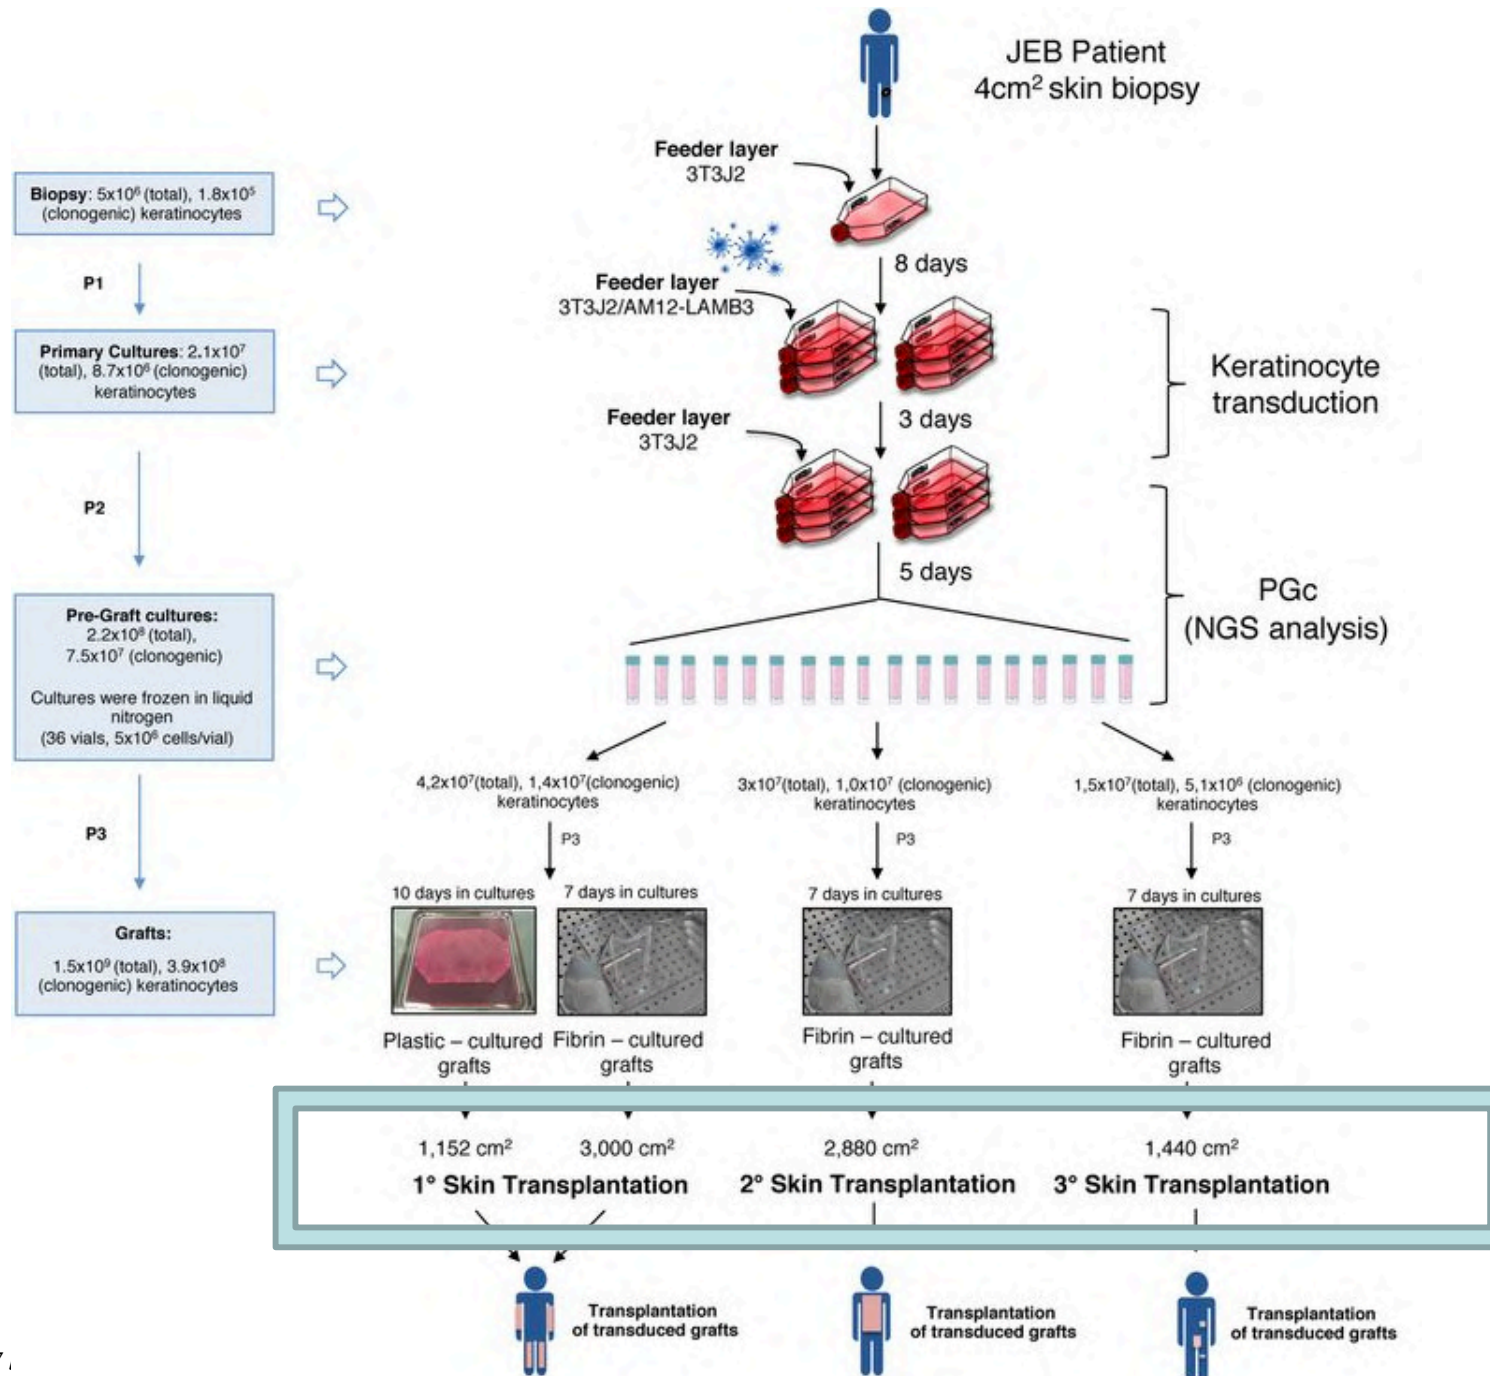 JEB Patient
4cm² skin biopsy
Feeder layer
3T3J2
Biopsy: 5x10⁶ (total), 1.8x10⁵
(clonogenic) keratinocytes
8 days
P1
Feeder layer
3T3J2/AM12-LAMB3
Primary Cultures: 2.1x10⁷
(total), 8.7x10⁶ (clonogenic)
keratinocytes
Keratinocyte
transduction
3 days
Feeder layer
3T3J2
P2
5 days
PGc
(NGS analysis)
Pre-Graft cultures:
2.2x10⁸ (total),
7.5x10⁷ (clonogenic)
Cultures were frozen in liquid
nitrogen
(36 vials, 5x10⁶ cells/vial)
4,2x10⁷(total), 1,4x10⁷(clonogenic)
keratinocytes
3x10⁷(total), 1,0x10⁷ (clonogenic)
keratinocytes
1,5x10⁷(total), 5,1x10⁶ (clonogenic)
keratinocytes
P3
P3
P3
P3
10 days in cultures
7 days in cultures
7 days in cultures
7 days in cultures
Grafts:
1.5x10⁹ (total), 3.9x10⁸
(clonogenic) keratinocytes
Plastic – cultured
grafts
Fibrin – cultured
grafts
Fibrin – cultured
grafts
Fibrin – cultured
grafts
1,152 cm²
3,000 cm²
2,880 cm²
1,440 cm²
1° Skin Transplantation
2° Skin Transplantation
3° Skin Transplantation
Transplantation
of transduced grafts
Transplantation
of transduced grafts
Transplantation
of transduced grafts